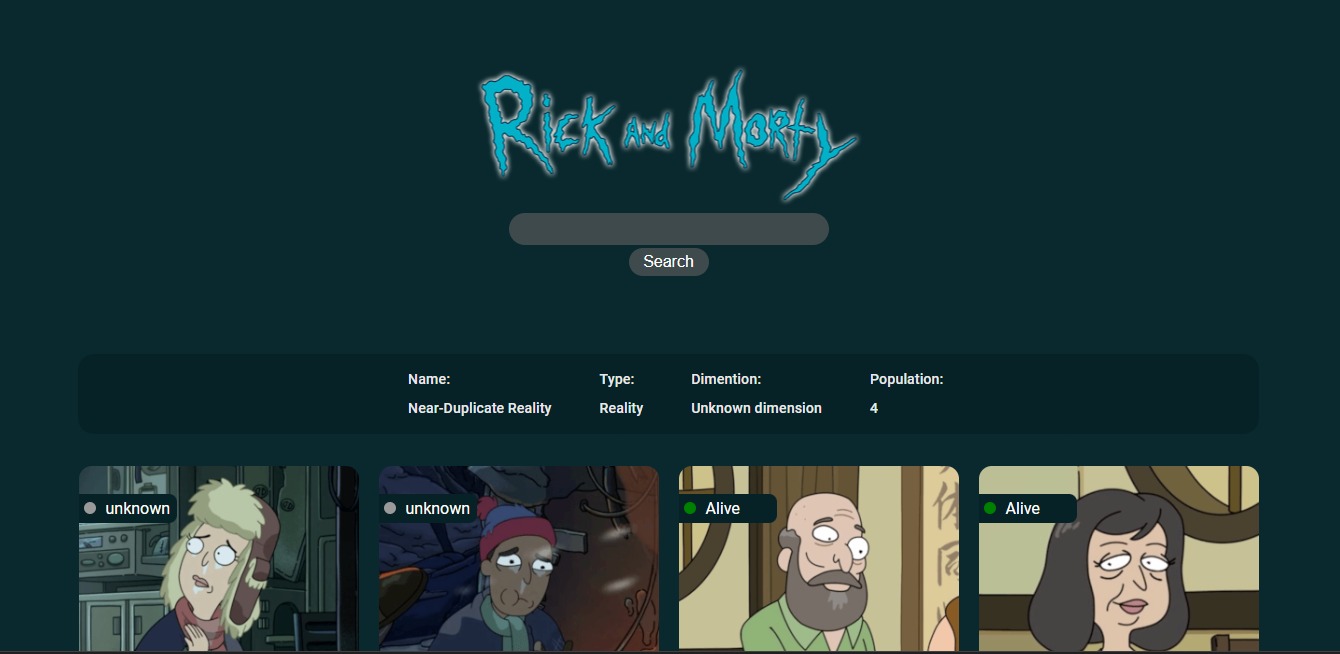 Rick and Morty
Search
Name: Type: Dimention: Population:
Near-Duplicate Reality Reality Unknown dimension 4
unknown unknown Alive Alive